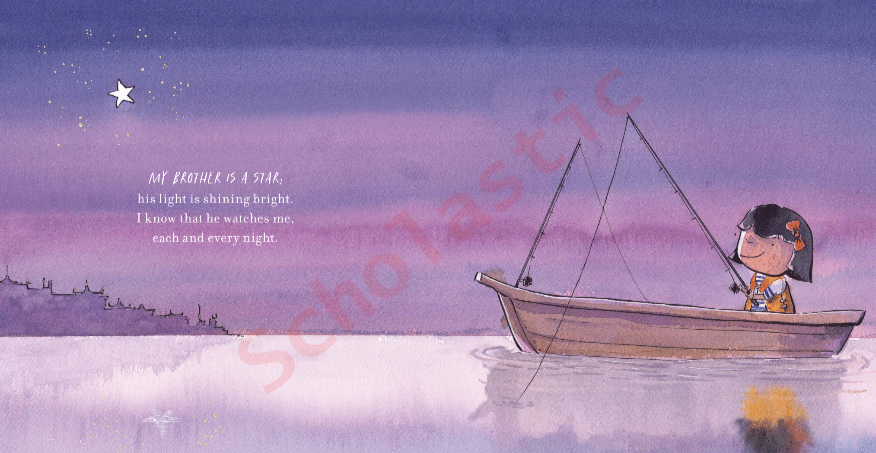 MY BROTHER IS A STAR;
his light is shining bright.
I know that he watches me,
each and every night.
Scholastic